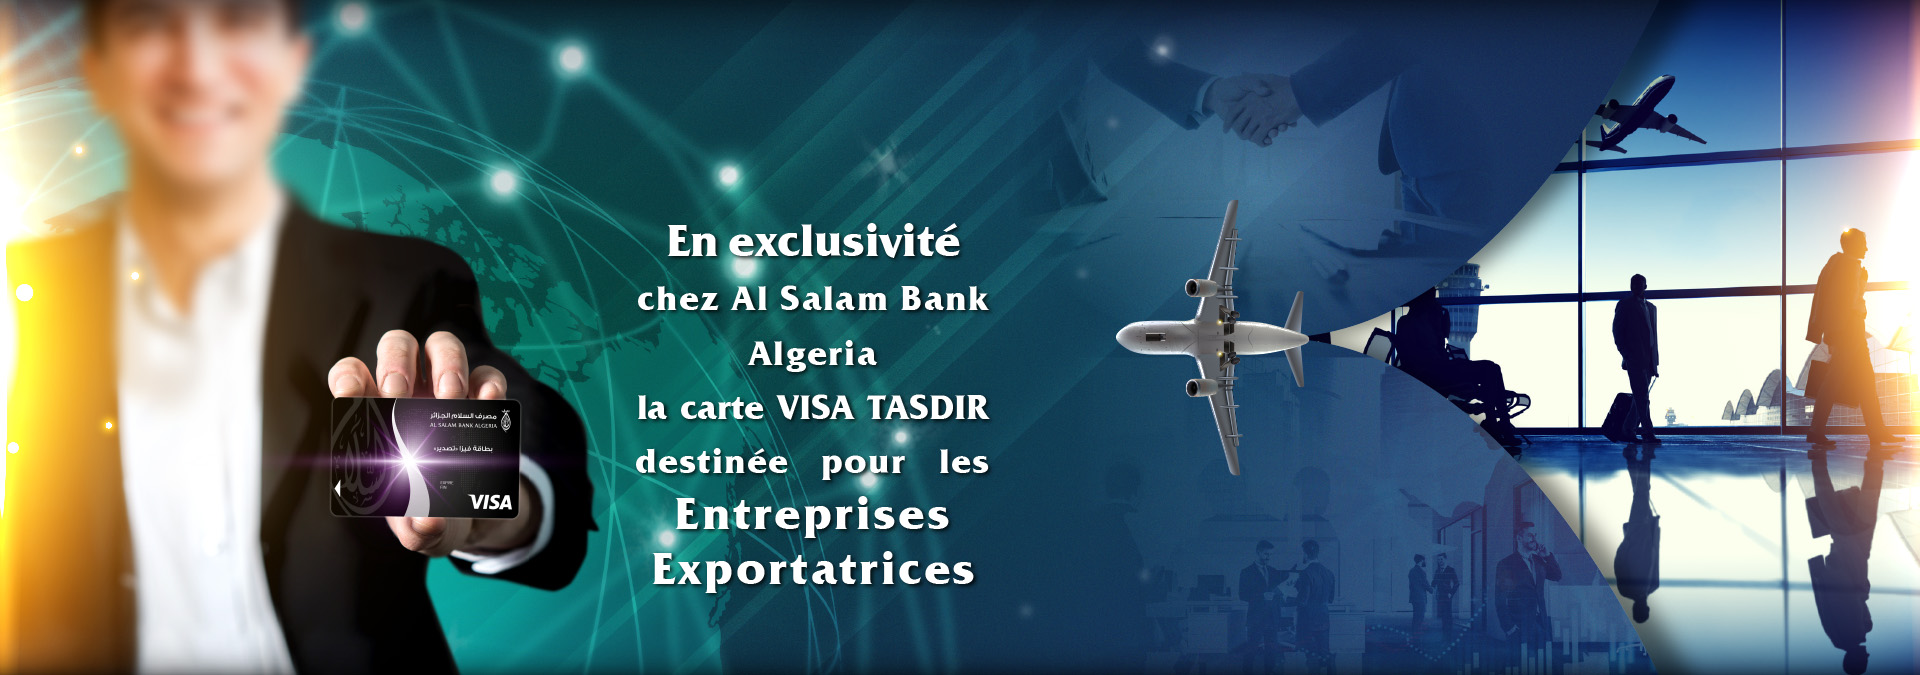 En exclusivité
chez Al Salam Bank
Algeria
la carte VISA TASDIR
destinée pour les
Entreprises
Exportatrices
مصرف السلام الجزائر
AL SALAM BANK ALGERIA
بطاقة فيزا «تصدير»
VISA